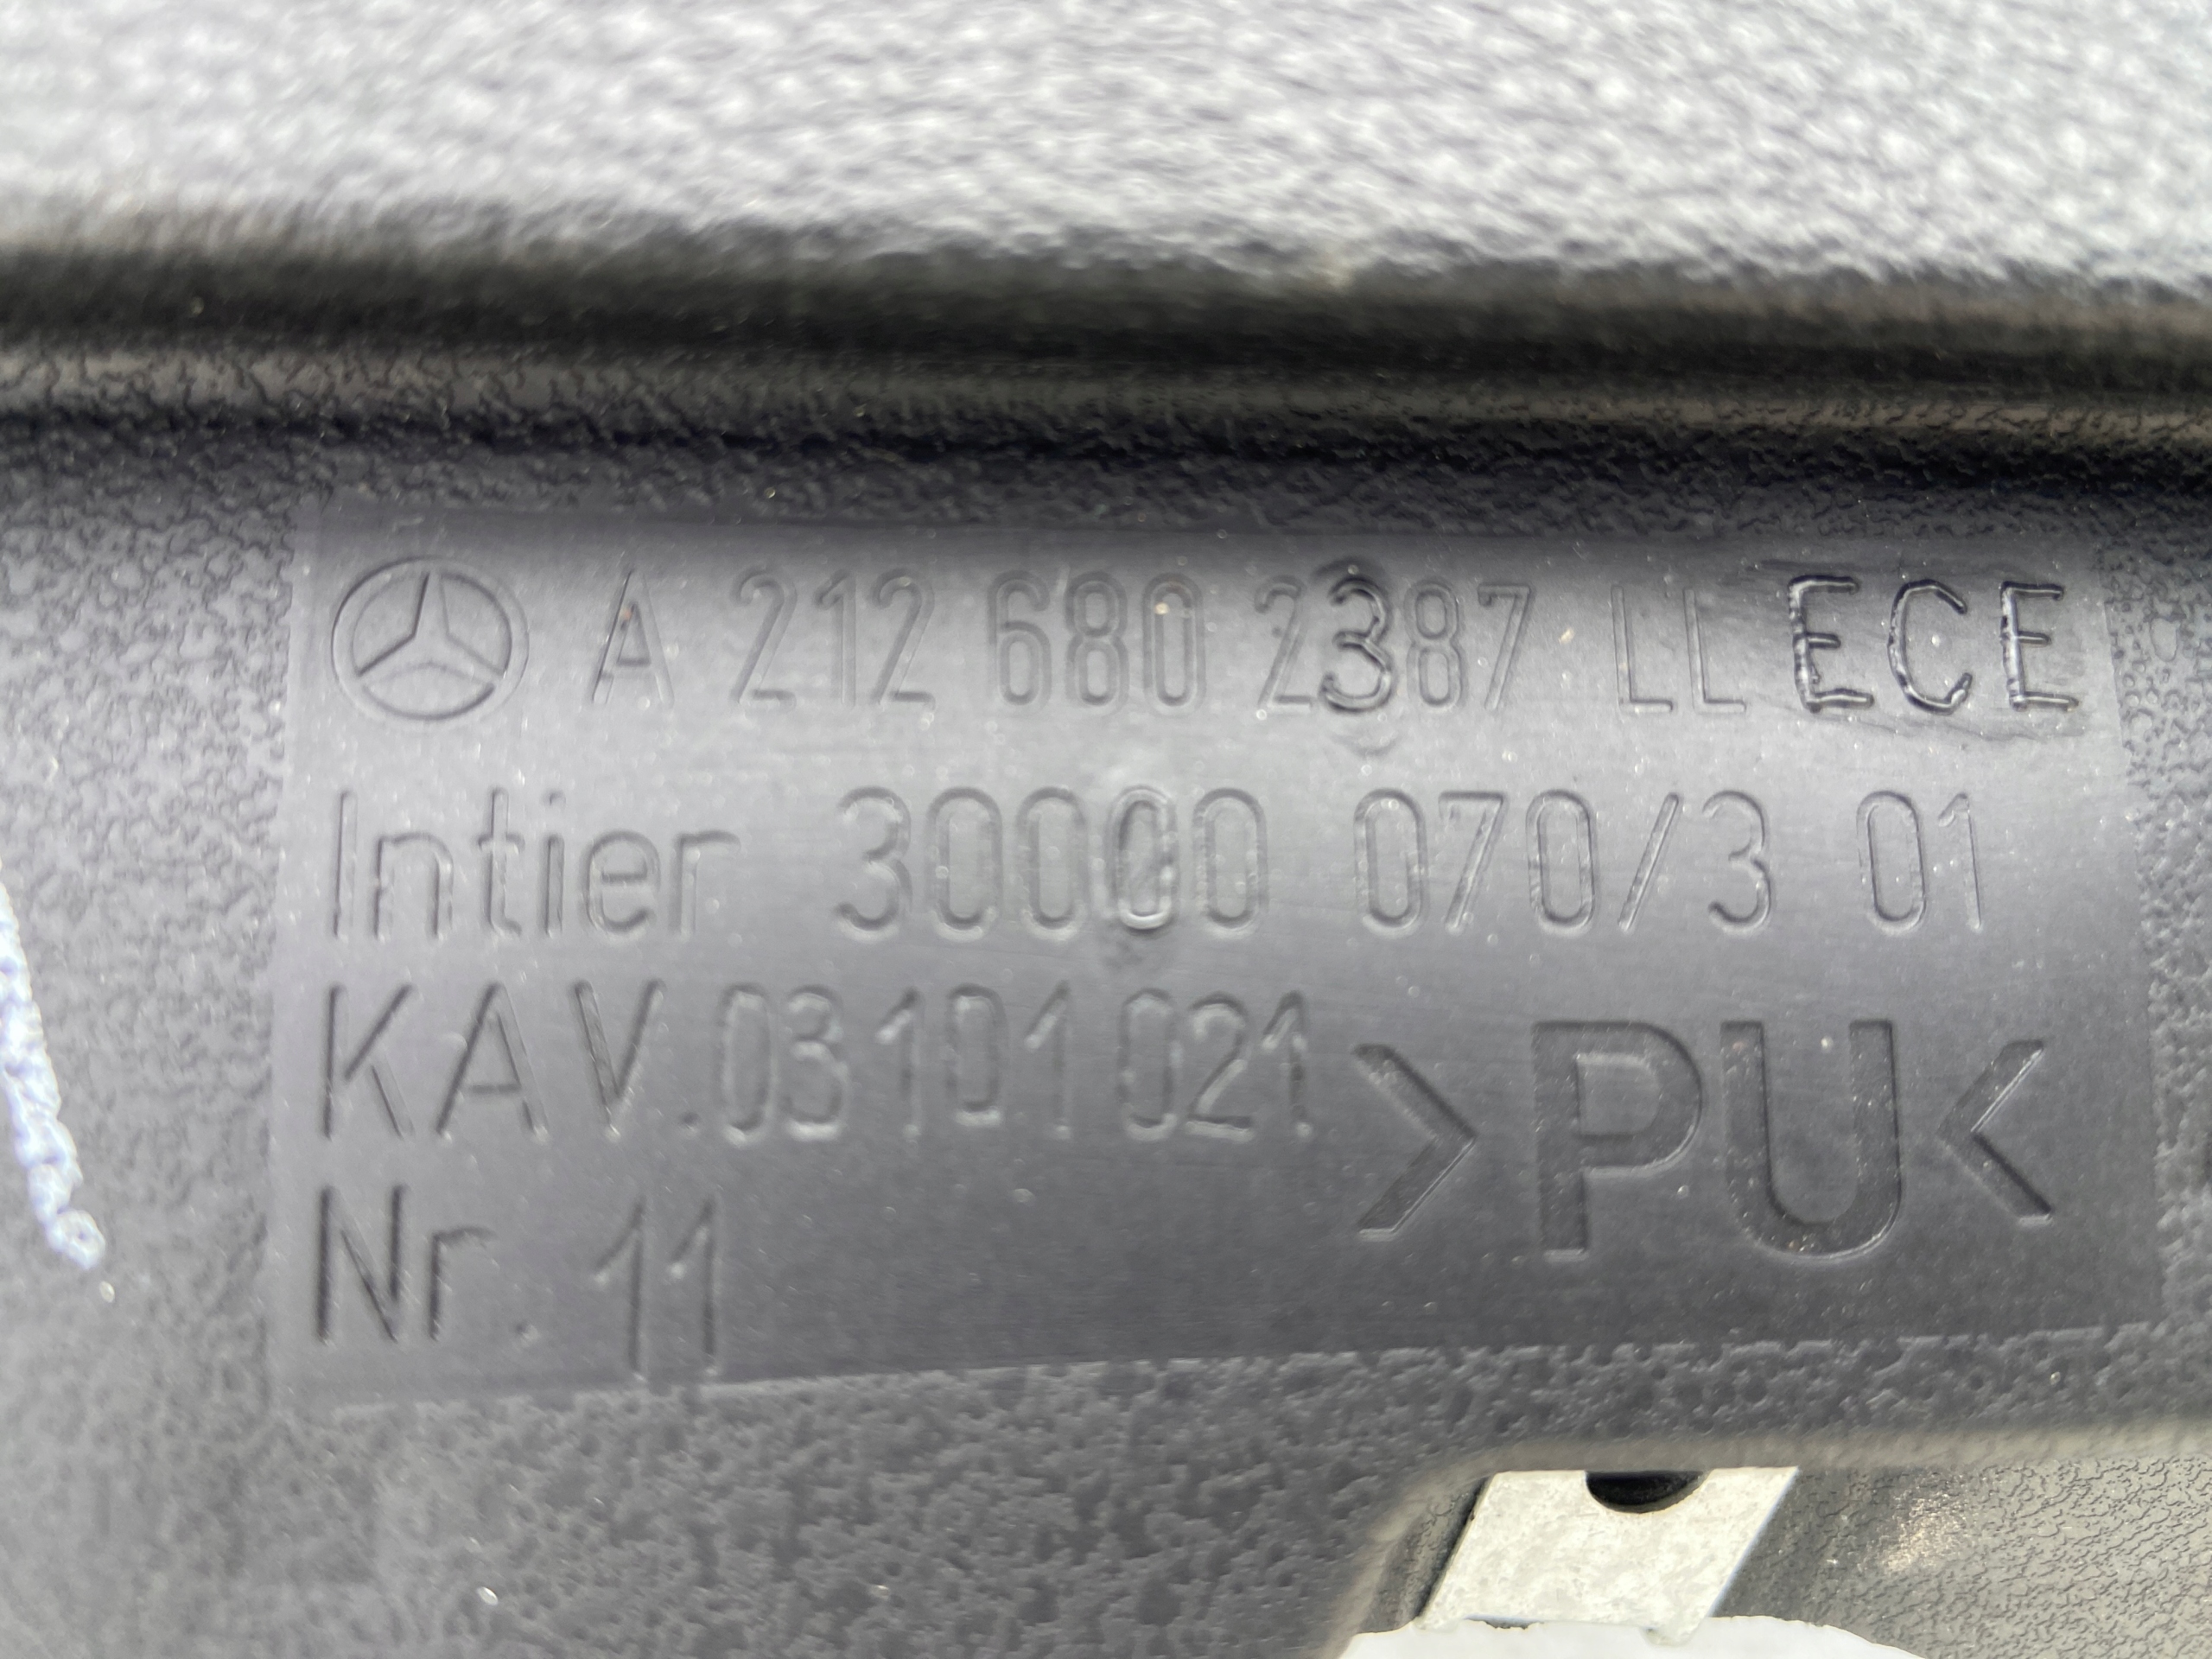 A 212 680 2387 LL ECE
Intier 30000 070/3 01
KAV.03101021
Nr. 11 >PU<